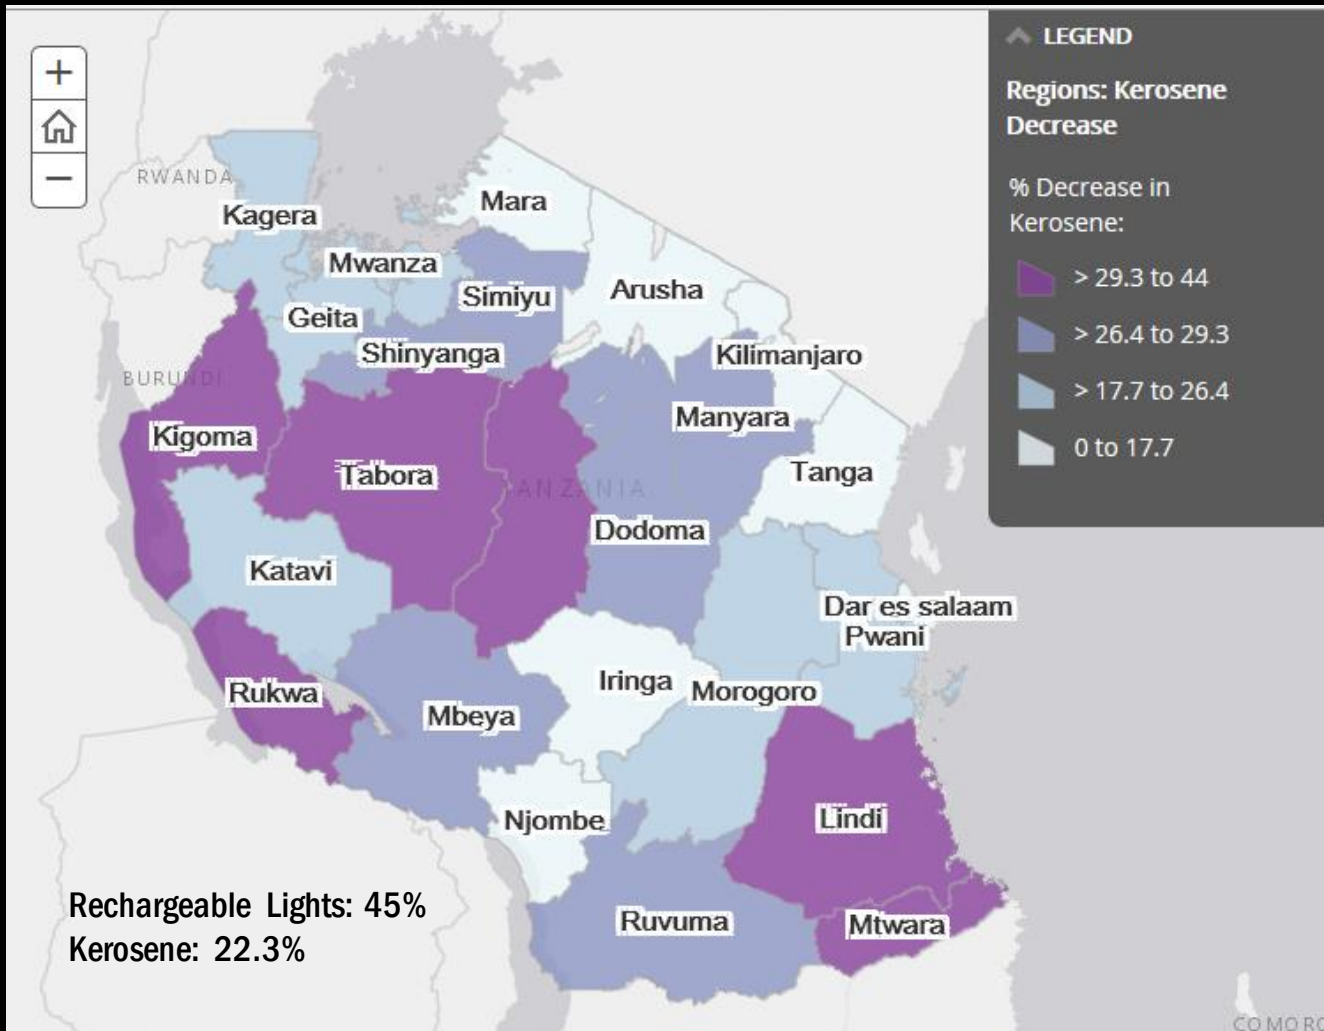 +
−
LEGEND
Regions: Kerosene
Decrease
% Decrease in
Kerosene:
> 29.3 to 44
> 26.4 to 29.3
> 17.7 to 26.4
0 to 17.7
RWANDA
Kagera
Mara
Mwanza
Simiyu
Arusha
Geita
Shinyanga
Kilimanjaro
BURUNDI
Kigoma
Manyara
Tabora
Tanga
TANZANIA
Dodoma
Katavi
Dar es salaam
Pwani
Rukwa
Iringa
Morogoro
Mbeya
Njombe
Lindi
Ruvuma
Mtwara
Rechargeable Lights: 45%
Kerosene: 22.3%
COMORO